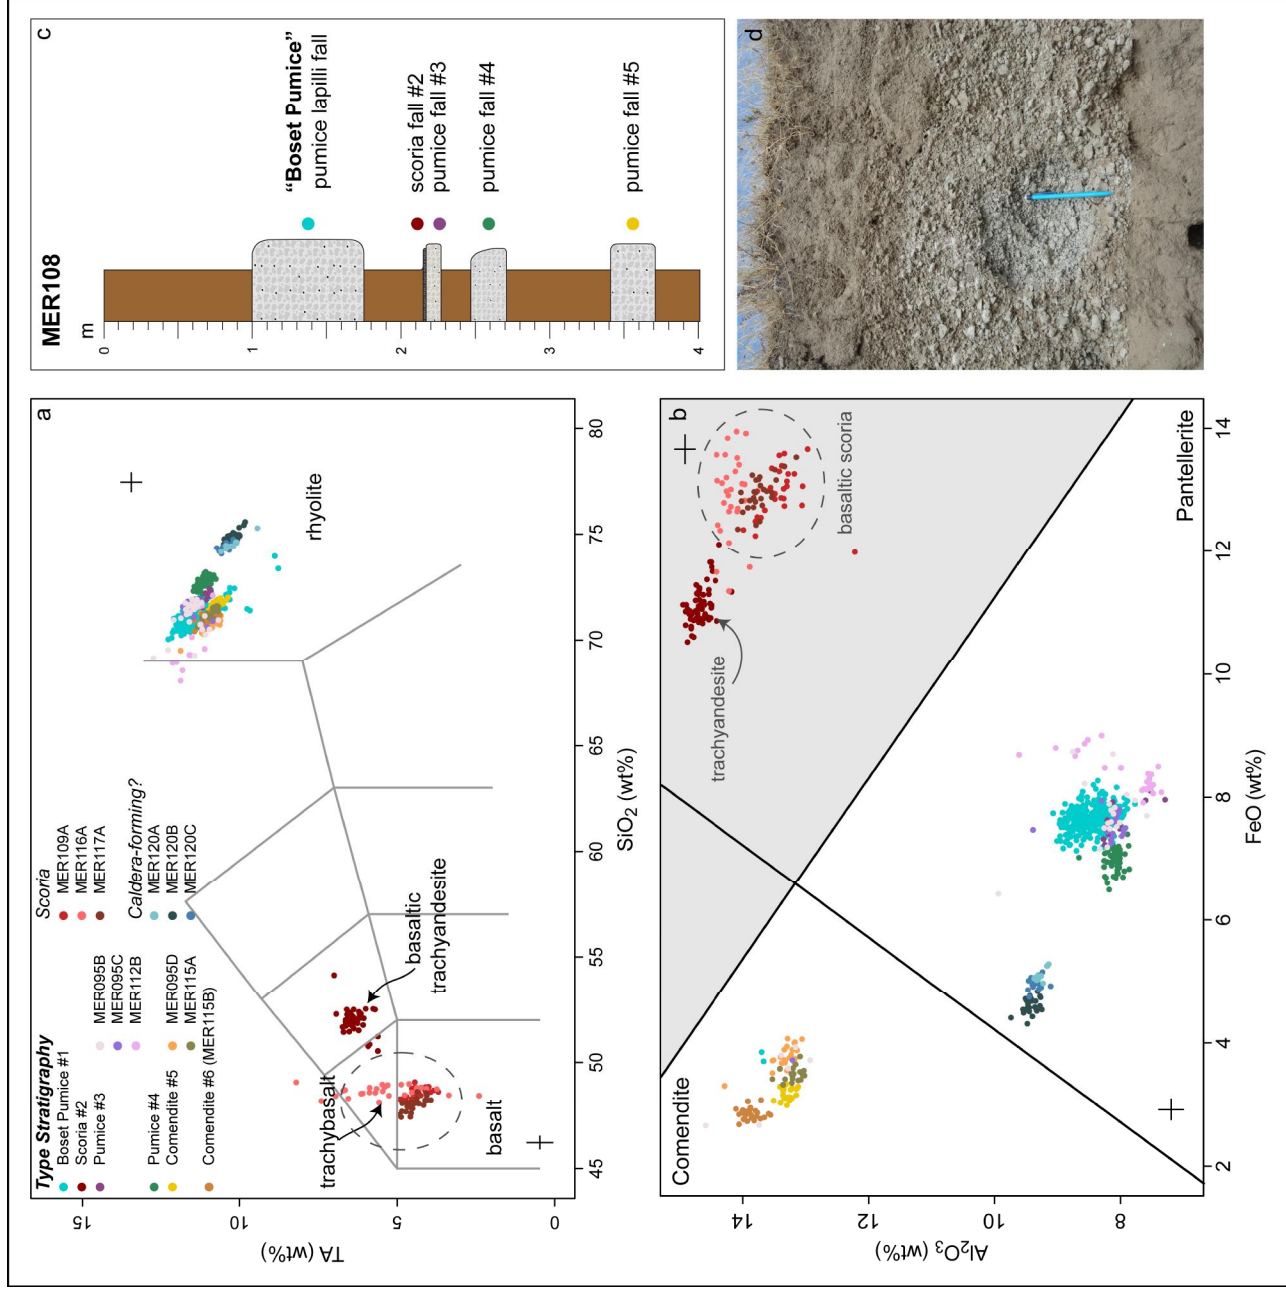 a
Type Stratigraphy
Boset Pumice #1
Scoria #2
Pumice #3
Pumice #4
Comendite #5
Comendite #6 (MER115B)
MER095B
MER095C
MER112B
MER095D
MER115A
Scoria
MER109A
MER116A
MER117A
Caldera-forming?
MER120A
MER120B
MER120C
trachybasalt
basalt
basaltic
trachyandesite
rhyolite
TA (wt%)
0
5
10
15
45
50
55
60
65
70
75
80
SiO2 (wt%)
b
Comendite
trachyandesite
basaltic scoria
Pantellerite
Al2O3 (wt%)
14
12
10
8
2
4
6
8
10
12
14
FeO (wt%)
c
MER108
m
0
1
2
3
4
"Boset Pumice"
pumice lapilli fall
scoria fall #2
pumice fall #3
pumice fall #4
pumice fall #5
d